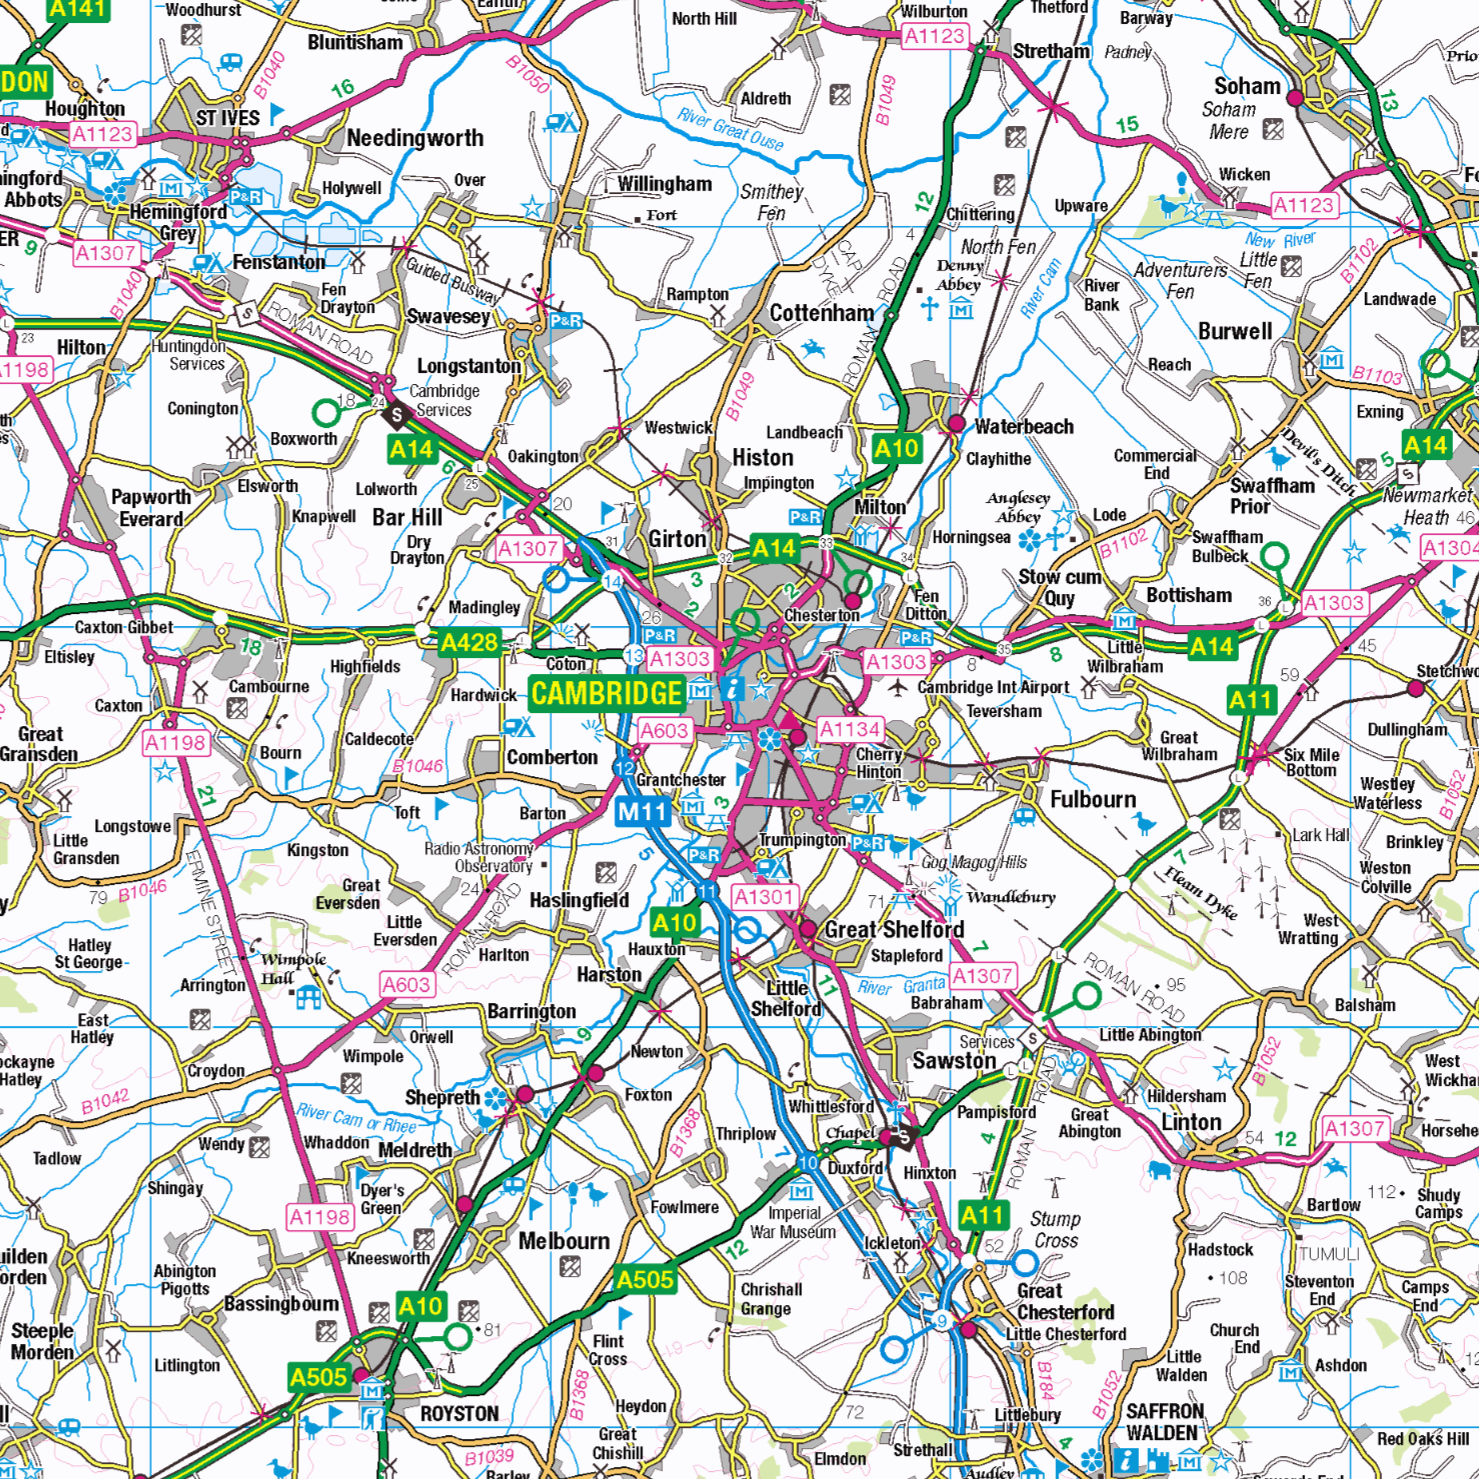 A141
Woodhurst
Earith
North Hill
Wilburton
Thetford
Barway
Bluntisham
A1123
Stretham
Padney
B1040
B1050
DON
Houghton
16
Aldreth
B1049
Soham
Soham
Mere
13
ST IVES
A1123
Needingworth
River Great Ouse
15
Holywell
Over
Willingham
Smithey
Fen
Wicken
Abbots
P&R
Hemingford
Grey
Fort
12
Chittering
Upware
A1123
9
A1307
Fenstanton
Guided Busway
4
North Fen
New River
Little
Fen
B1102
Denny
Abbey
River Cam
Adventurers
Fen
River
Bank
B1040
Fen
Drayton
Swavesey
Rampton
Cottenham
Landwade
Burwell
P&R
ROMAN ROAD
23
Hilton
Huntingdon
Services
Longstanton
Reach
B1103
A1198
18
24
Cambridge
Services
ROMAN ROAD
Conington
Boxworth
S
A14
6
Westwick
B1049
Landbeach
A10
Waterbeach
Exning
A14
5
Devil's Ditch
Oakington
Histon
Impington
Clayhithe
Commercial
End
Elsworth
Lolworth
25
Papworth
Everard
Knapwell
Bar Hill
20
P&R
Milton
Anglesey
Abbey
Lode
Swaffham
Prior
Newmarket
Heath
46
Dry
Drayton
A1307
31
Girton
32
A14
33
Horningsea
B1102
Swaffham
Bulbeck
A1304
14
3
34
Stow cum
Quy
Bottisham
36
A1303
Madingley
26
2
2
Chesterton
Fen
Ditton
Caxton Gibbet
18
A428
P&R
13
Coton
A1303
P&R
A1303
8
35
8
Little
Wilbraham
A14
45
Eltisley
Highfields
Hardwick
CAMBRIDGE
Cambridge Int Airport
Teversham
59
Caxton
Cambourne
A11
Great
Gransden
A1198
Bourn
Caldecote
B1046
Comberton
A603
A1134
Cherry
Hinton
Great
Wilbraham
Dullingham
Six Mile
Bottom
12
Grantchester
21
Toft
Barton
M11
3
Fulbourn
Westley
Waterless
B1052
Longstowe
Little
Gransden
Kingston
Radio Astronomy
Observatory
24
5
P&R
Trumpington
P&R
Gog Magog Hills
Lark Hall
Brinkley
7
79
B1046
Great
Eversden
ROMAN ROAD
Haslingfield
11
A1301
71
Wandlebury
Fleam Dyke
Weston
Colville
ERMINE STREET
Little
Eversden
A10
Great Shelford
Stapleford
7
West
Wratting
Hatley
St George
Wimpole
Hall
Harlton
Hauxton
Harston
Little
Shelford
11
River Granta
A1307
ROMAN ROAD
95
Arrington
A603
Barrington
Babraham
Balsham
East
Hatley
Orwell
9
Newton
Services
Sawston
S
Little Abington
B1052
Wimpole
Croydon
Hatley
West
Shepreth
Foxton
B1042
River Cam or Rhee
Whittlesford
Pampisford
ROMAN ROAD
Great
Abington
Hildersham
Linton
Wendy
Whaddon
Meldreth
B1368
Thriplow
Chapel
S
4
54
12
A1307
Tadlow
7
10
Duxford
Hinxton
Shingay
Dyer's
Green
Imperial
War Museum
A11
Stump
Cross
112
Shudy
Camps
Bartlow
A1198
Fowlmere
Ickleton
52
Hadstock
TUMULI
Kneesworth
Melbourn
12
A505
108
Steventon
End
Camps
End
Abington
Pigotts
Bassingbourn
A10
Chrishall
Grange
Great
Chesterford
Steeple
Morden
81
Flint
Cross
9
Little Chesterford
Church
End
Litlington
A505
Little
Walden
Ashdon
B1368
B184
B1052
ROYSTON
Heydon
72
Littlebury
SAFFRON
WALDEN
Red Oaks Hill
B1039
Great
Chishill
Elmdon
Strethall
4
Audley
Barley